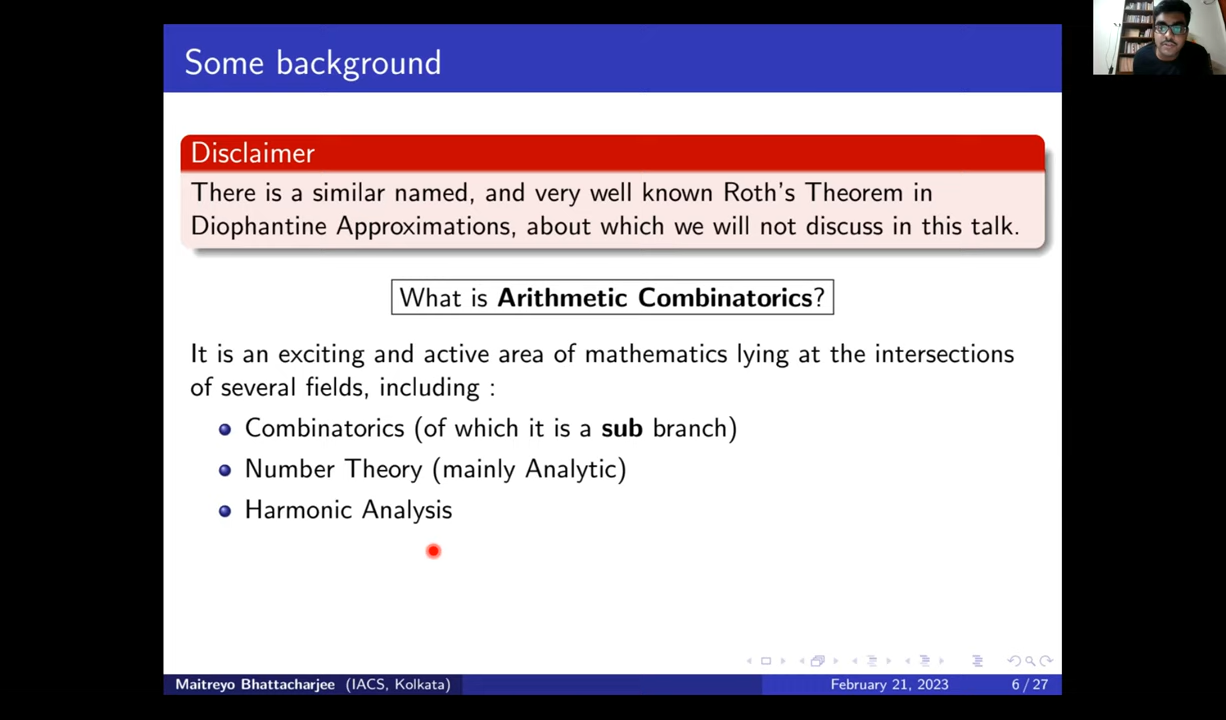 Some background
Disclaimer
There is a similar named, and very well known Roth's Theorem in
Diophantine Approximations, about which we will not discuss in this talk.
What is Arithmetic Combinatorics?
It is an exciting and active area of mathematics lying at the intersections
of several fields, including :
Combinatorics (of which it is a sub branch)
Number Theory (mainly Analytic)
Harmonic Analysis
Maitreyo Bhattacharjee (IACS, Kolkata) February 21, 2023 6 / 27